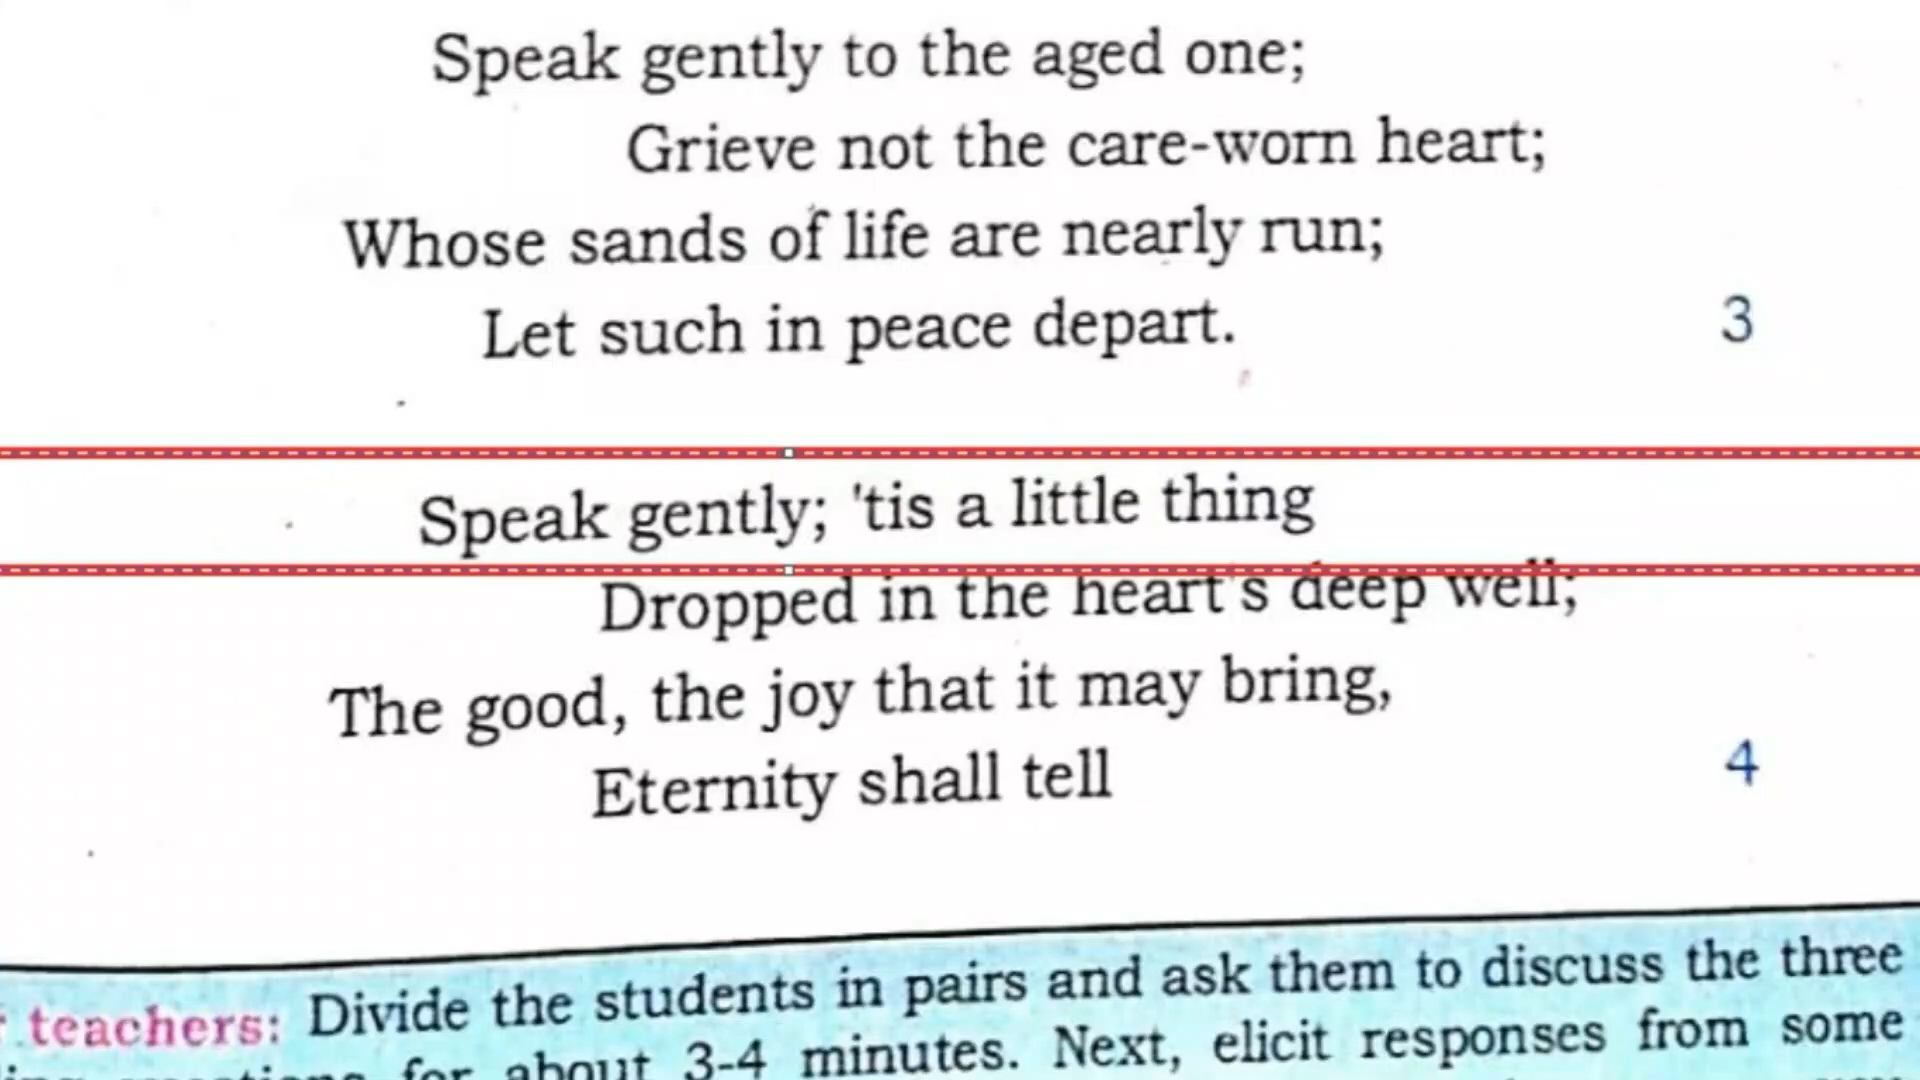 Speak gently to the aged one;
Grieve not the care-worn heart;
Whose sands of life are nearly run;
Let such in peace depart.
3
Speak gently; 'tis a little thing
Dropped in the heart's deep well;
The good, the joy that it may bring,
Eternity shall tell
4
teachers: Divide the students in pairs and ask them to discuss the three
for about 3-4 minutes. Next, elicit responses from some